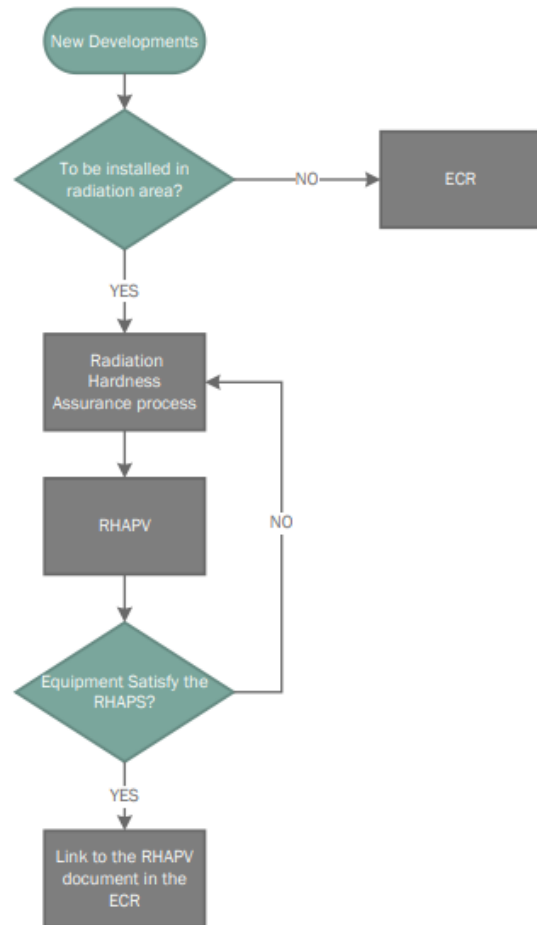 New Developments
To be installed in
radiation area?
NO
ECR
YES
Radiation
Hardness
Assurance process
RHAPV
NO
Equipment Satisfy the
RHAPS?
YES
Link to the RHAPV
document in the
ECR